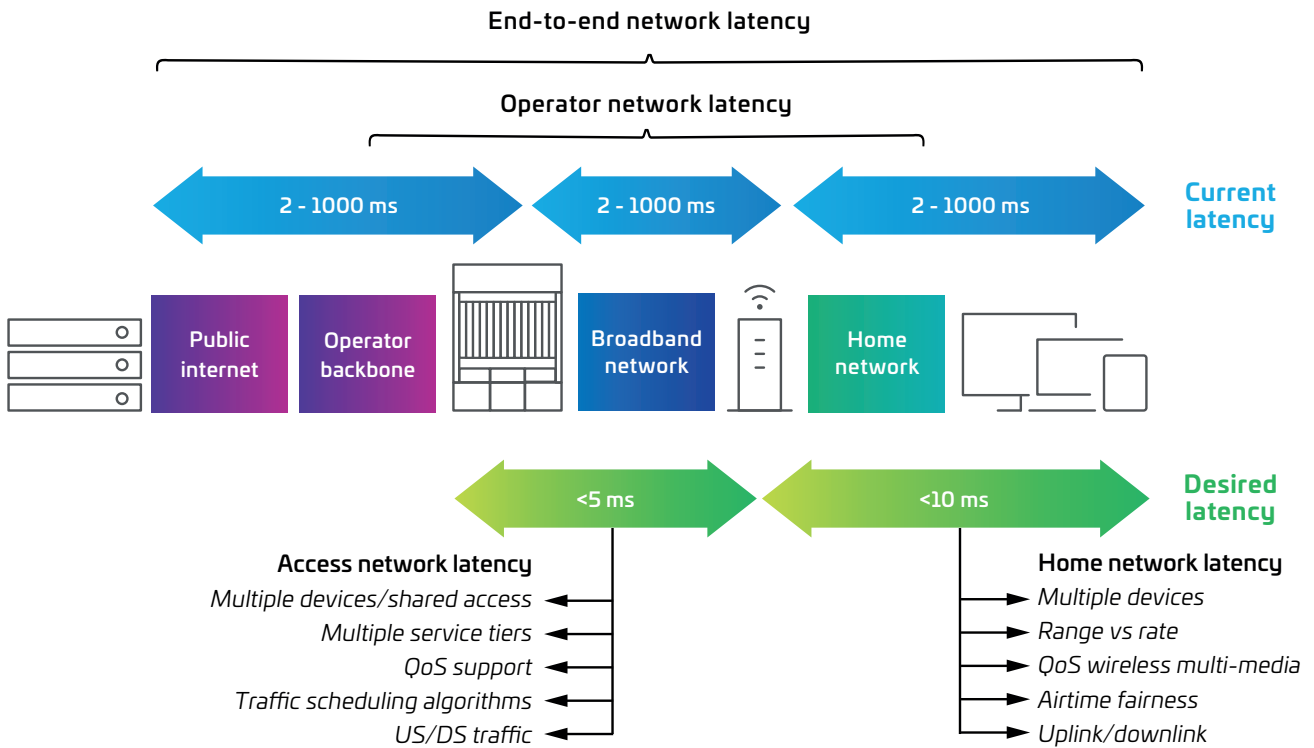 End-to-end network latency
Operator network latency
2 - 1000 ms
2 - 1000 ms
2 - 1000 ms
Current
latency
Public
internet
Operator
backbone
Broadband
network
Home
network
<5 ms
<10 ms
Desired
latency
Access network latency
Multiple devices/shared access
Multiple service tiers
QoS support
Traffic scheduling algorithms
US/DS traffic
Home network latency
Multiple devices
Range vs rate
QoS wireless multi-media
Airtime fairness
Uplink/downlink